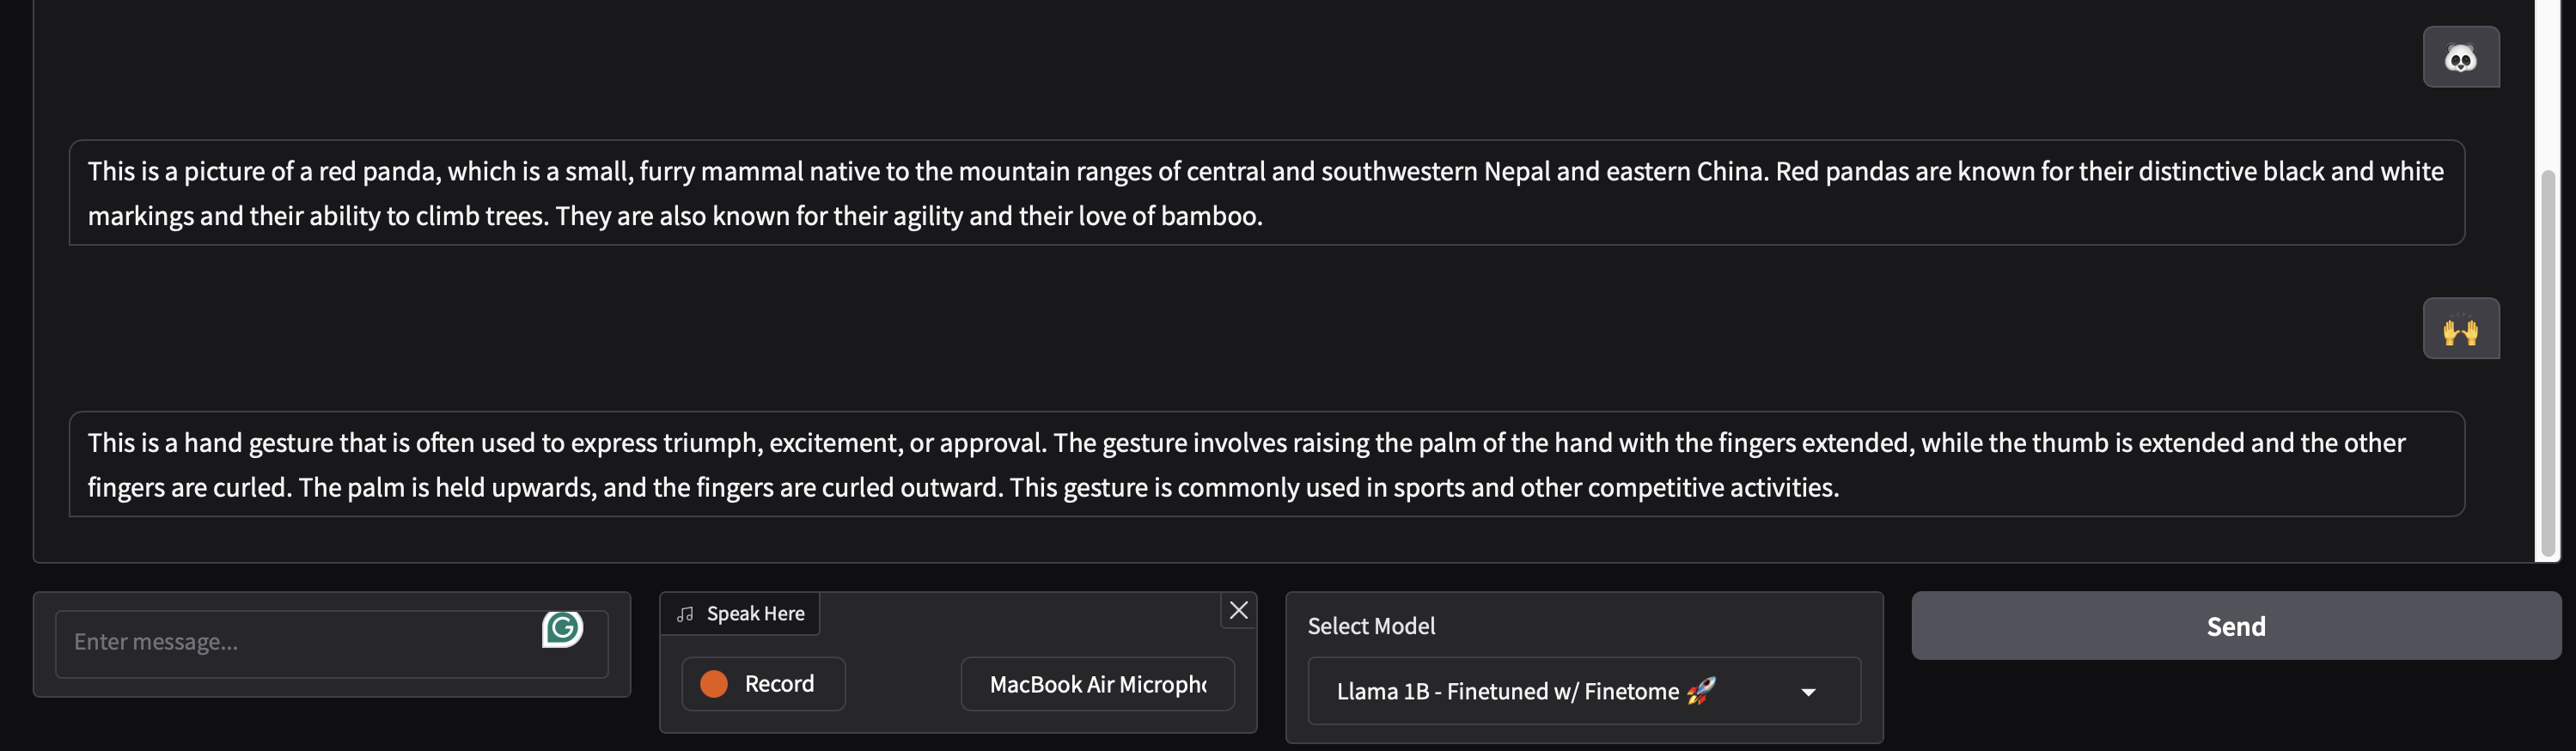 🐼
This is a picture of a red panda, which is a small, furry mammal native to the mountain ranges of central and southwestern Nepal and eastern China. Red pandas are known for their distinctive black and white
markings and their ability to climb trees. They are also known for their agility and their love of bamboo.
🙌
This is a hand gesture that is often used to express triumph, excitement, or approval. The gesture involves raising the palm of the hand with the fingers extended, while the thumb is extended and the other
fingers are curled. The palm is held upwards, and the fingers are curled outward. This gesture is commonly used in sports and other competitive activities.
Enter message...
Speak Here
Record
MacBook Air Micropho
Select Model
Llama 1B - Finetuned w/ Finetome 🚀
Send